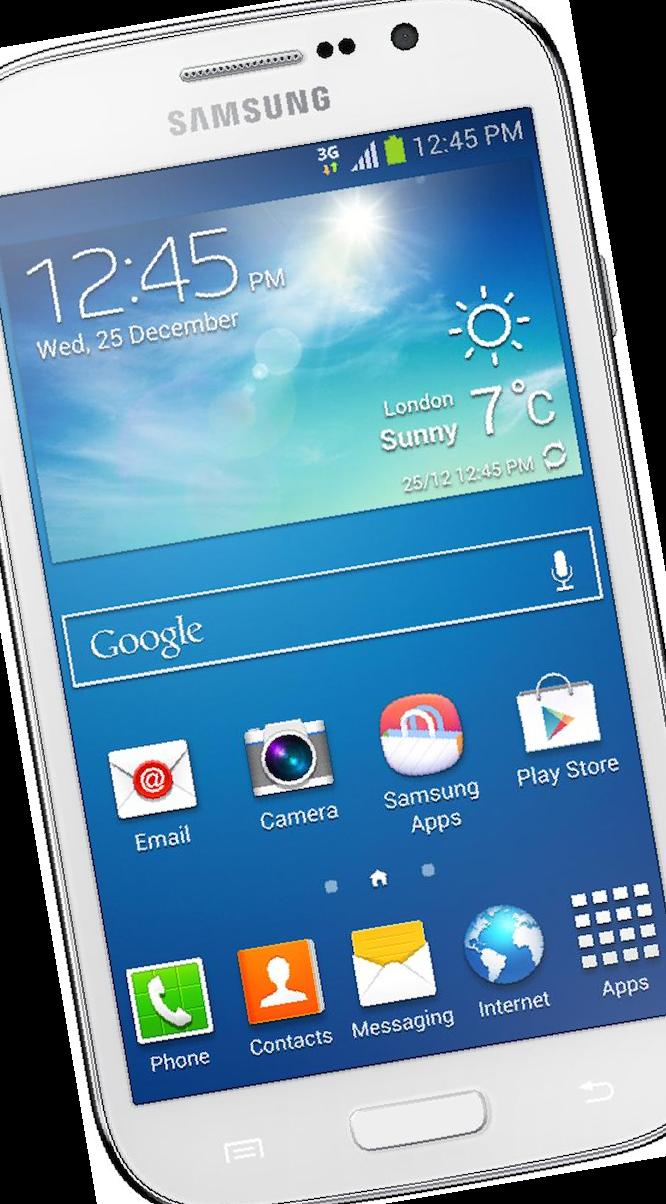 SAMSUNG
3G 12:45 PM
12:45 PM
Wed, 25 December
London
Sunny 7°C
25/12 12:45 PM
Google
@
Email
Camera
Samsung
Apps
Play Store
Phone
Contacts
Messaging
Internet
Apps